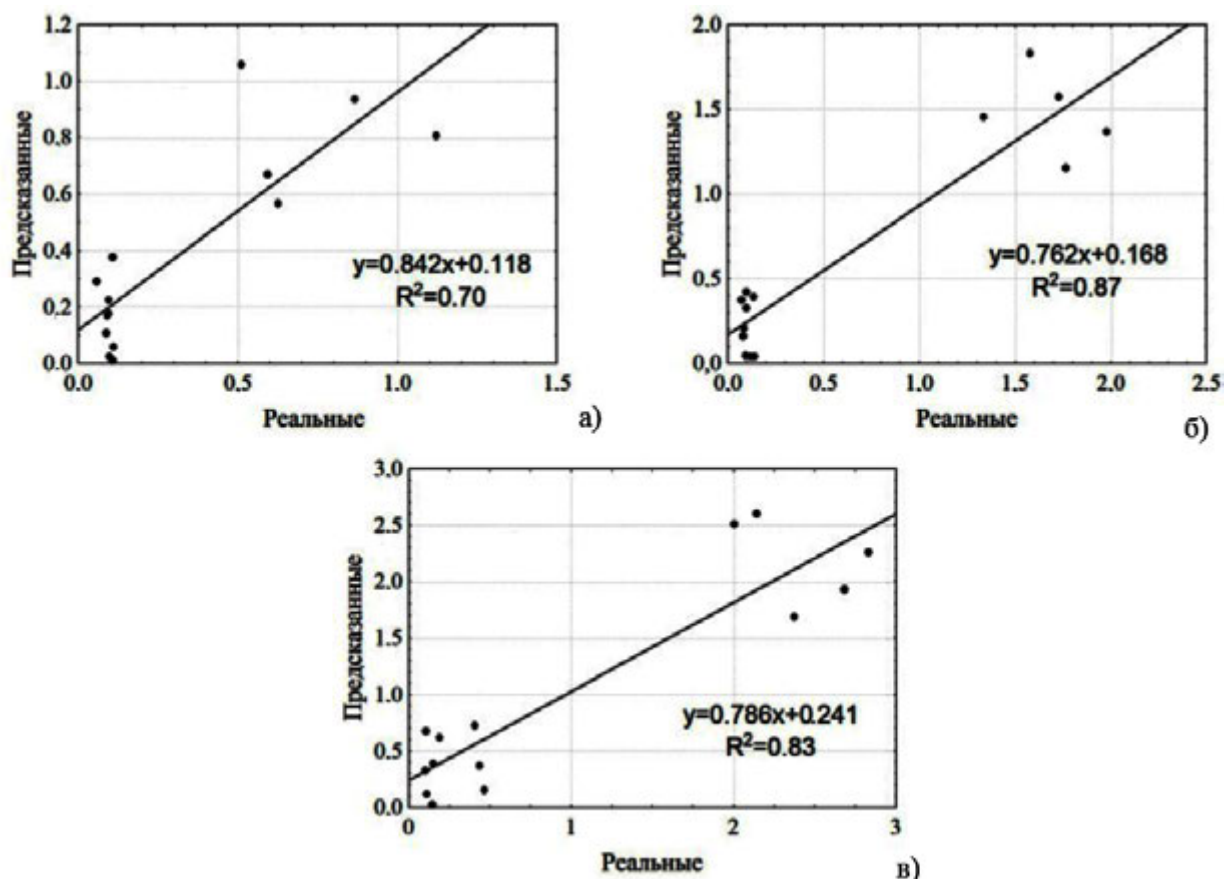 1.2
1.0
0.8
0.6
0.4
0.2
0.0
Предсказанные
y=0.842x+0.118
R²=0.70
0.0 0.5 1.0 1.5
Реальные
а)
2.0
1.5
1.0
0.5
0,0
Предсказанные
y=0.762x+0.168
R²=0.87
0.0 0.5 1.0 1.5 2.0 2.5
Реальные
б)
3.0
2.5
2.0
1.5
1.0
0.5
0.0
Предсказанные
y=0.786x+0.241
R²=0.83
0 1 2 3
Реальные
в)